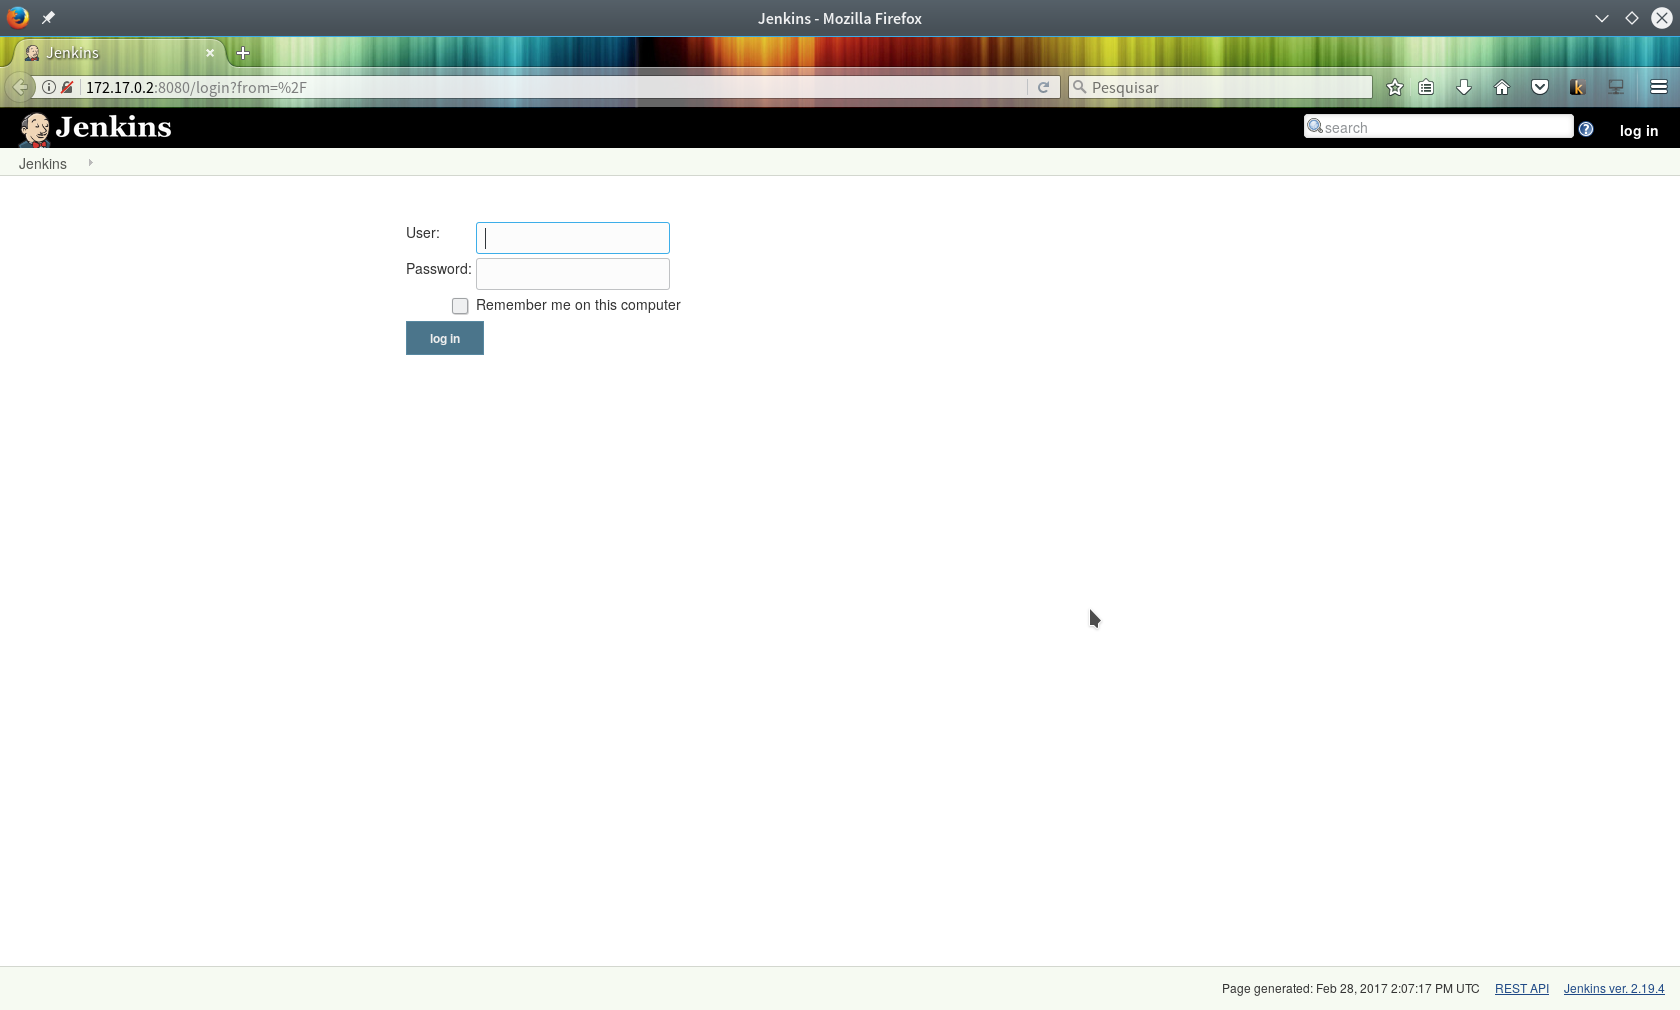 Jenkins - Mozilla Firefox
Jenkins
172.17.0.2:8080/login?from=%2F
Pesquisar
Jenkins
search
log in
Jenkins
User:
Password:
Remember me on this computer
log in
Page generated: Feb 28, 2017 2:07:17 PM UTC REST API Jenkins ver. 2.19.4